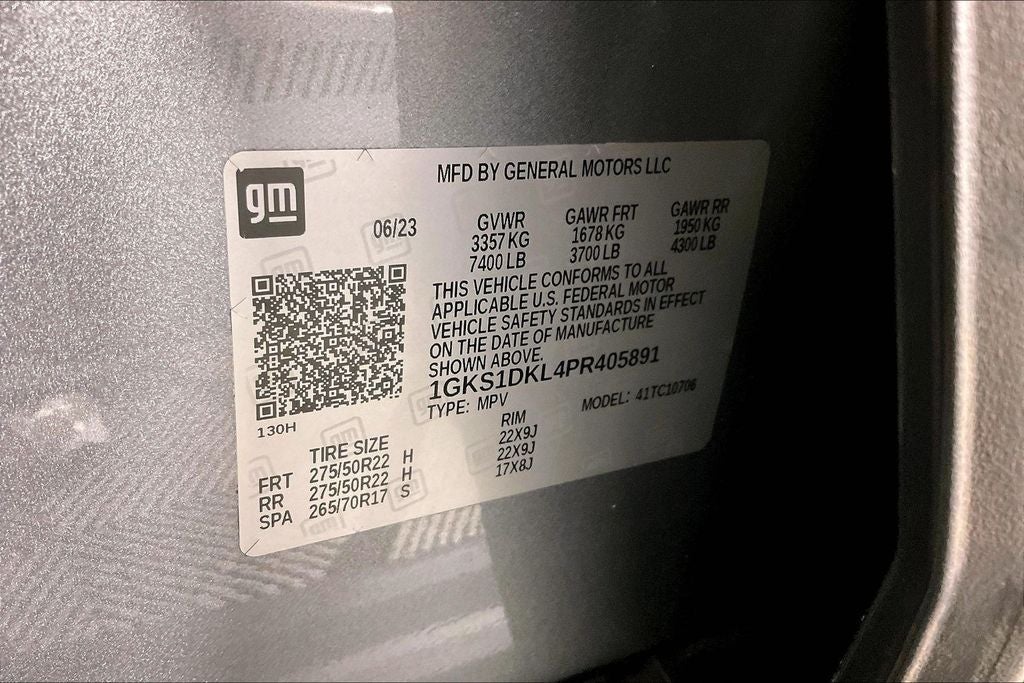 gm
MFD BY GENERAL MOTORS LLC
06/23 GVWR GAWR FRT GAWR RR
3357 KG 1678 KG 1950 KG
7400 LB 3700 LB 4300 LB
THIS VEHICLE CONFORMS TO ALL
APPLICABLE U.S. FEDERAL MOTOR
VEHICLE SAFETY STANDARDS IN EFFECT
ON THE DATE OF MANUFACTURE
SHOWN ABOVE.
1GKS1DKL4PR405891
TYPE: MPV MODEL: 41TC10706
130H
TIRE SIZE RIM
FRT 275/50R22 H 22X9J
RR 275/50R22 H 22X9J
SPA 265/70R17 S 17X8J